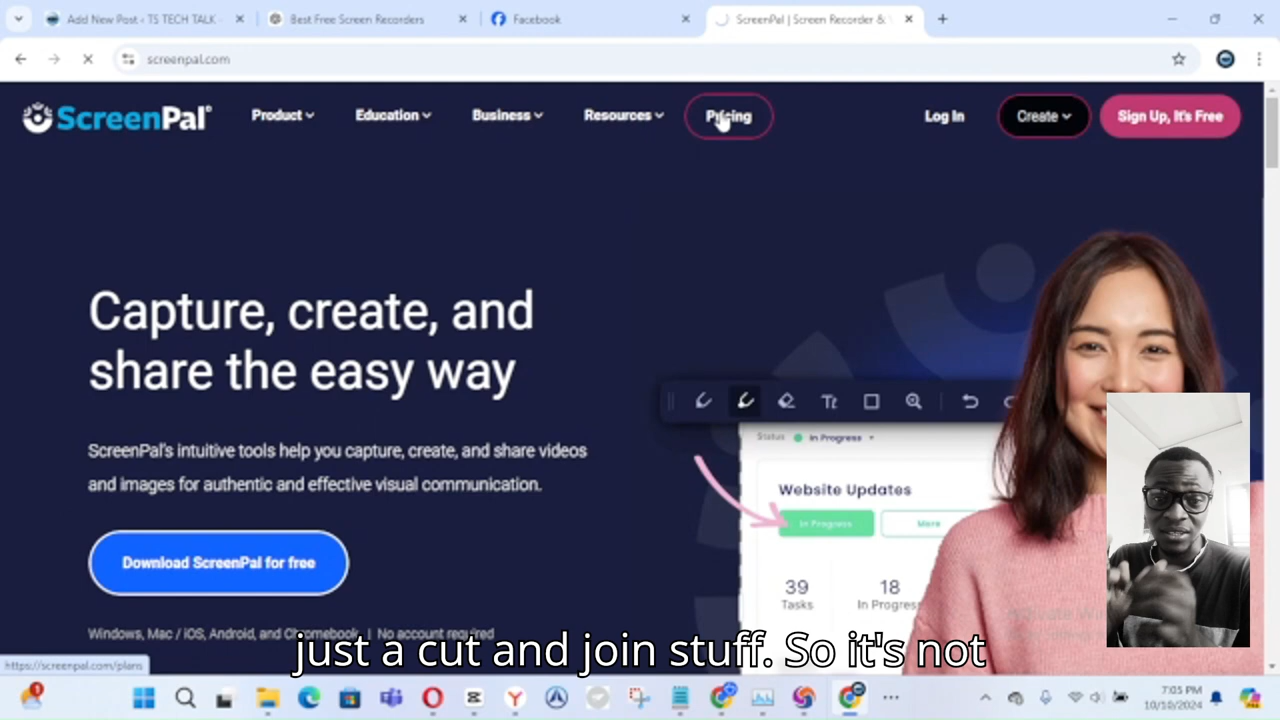 Add New Post ‹ TS TECH TALK
Best Free Screen Recorders
Facebook
ScreenPal | Screen Recorder &
screenpal.com
ScreenPal
Product
Education
Business
Resources
Pricing
Log In
Create
Sign Up, It's Free
Capture, create, and
share the easy way
ScreenPal's intuitive tools help you capture, create, and share videos
and images for authentic and effective visual communication.
Download ScreenPal for free
Windows, Mac / iOS, Android, and Chromebook | No account required
Status
In Progress
Website Updates
In Progress
More
39
Tasks
18
In Progress
just a cut and join stuff. So it's not
https://screenpal.com/plans
7:05 PM
10/10/2024